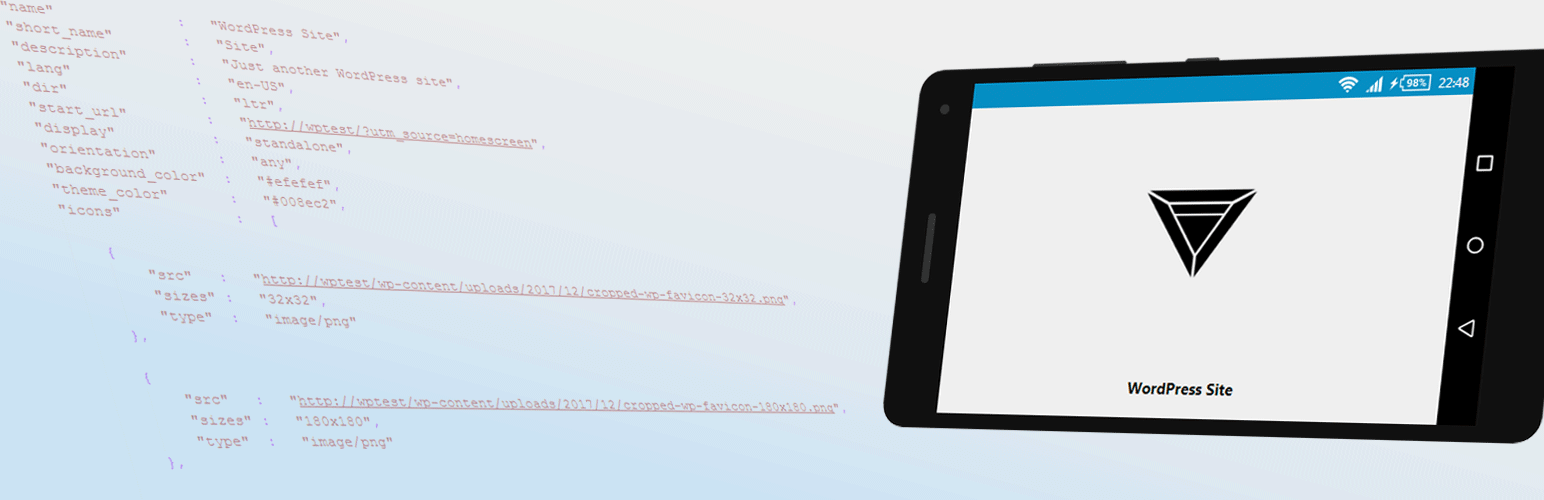 "name"
"short_name" : "WordPress Site",
"description" : "Site",
"lang" : "Just another WordPress site",
"dir" : "en-US",
"start_url" : "ltr",
"display" : "http://wptest/?utm_source=homescreen",
"orientation" : "standalone",
"background_color" : "any",
"theme_color" : "#efefef",
"icons" : "#008ec2",
: [
{
"src" : "http://wptest/wp-content/uploads/2017/12/cropped-wp-favicon-32x32.png",
"sizes" : "32x32",
"type" : "image/png"
},
{
"src" : "http://wptest/wp-content/uploads/2017/12/cropped-wp-favicon-180x180.png",
"sizes" : "180x180",
"type" : "image/png"
},
98% 22:48
WordPress Site